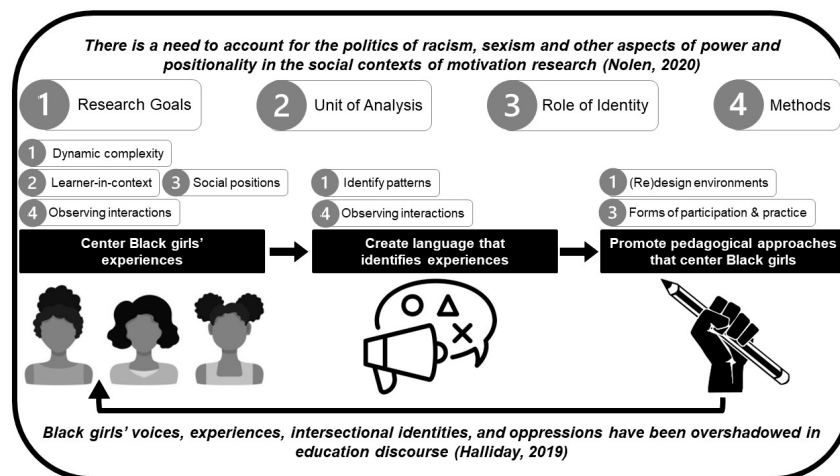 There is a need to account for the politics of racism, sexism and other aspects of power and
positionality in the social contexts of motivation research (Nolen, 2020)
1 Research Goals
2 Unit of Analysis
3 Role of Identity
4 Methods
1 Dynamic complexity
2 Learner-in-context
3 Social positions
4 Observing interactions
Center Black girls'
experiences
1 Identify patterns
4 Observing interactions
Create language that
identifies experiences
1 (Re)design environments
3 Forms of participation & practice
Promote pedagogical approaches
that center Black girls
Black girls' voices, experiences, intersectional identities, and oppressions have been overshadowed in
education discourse (Halliday, 2019)